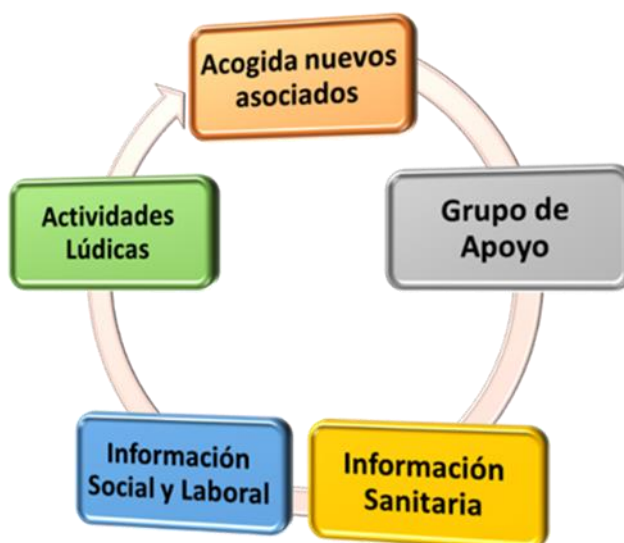 Acogida nuevos
asociados
Grupo de
Apoyo
Información
Sanitaria
Información
Social y Laboral
Actividades
Lúdicas